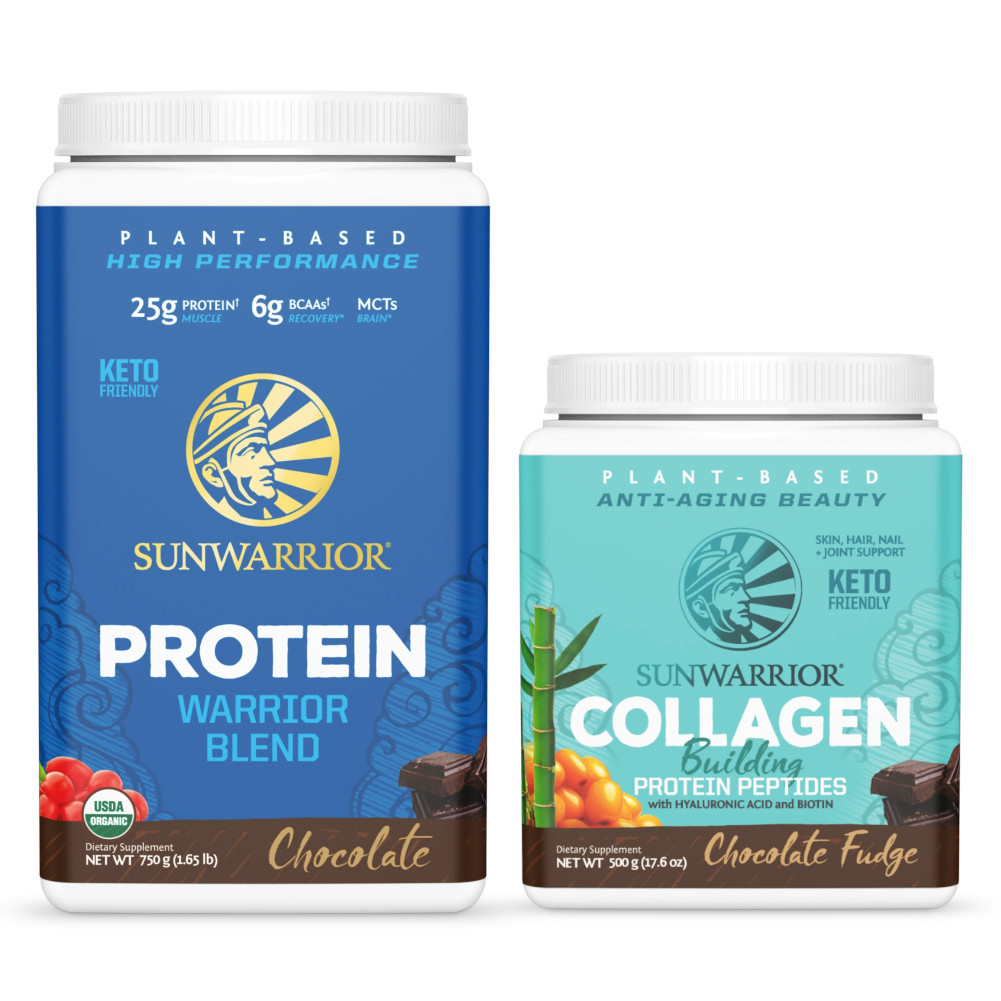 PLANT-BASED
HIGH PERFORMANCE
25g PROTEIN† MUSCLE
6g BCAAs† RECOVERY*
MCTs BRAIN*
KETO
FRIENDLY
SUNWARRIOR®
PROTEIN
WARRIOR
BLEND
USDA
ORGANIC
Dietary Supplement
NET WT 750 g (1.65 lb)
Chocolate
PLANT-BASED
ANTI-AGING BEAUTY
SKIN, HAIR, NAIL
+ JOINT SUPPORT
KETO
FRIENDLY
SUNWARRIOR®
COLLAGEN
Building
PROTEIN PEPTIDES
with HYALURONIC ACID and BIOTIN
Dietary Supplement
NET WT 500 g (17.6 oz)
Chocolate Fudge